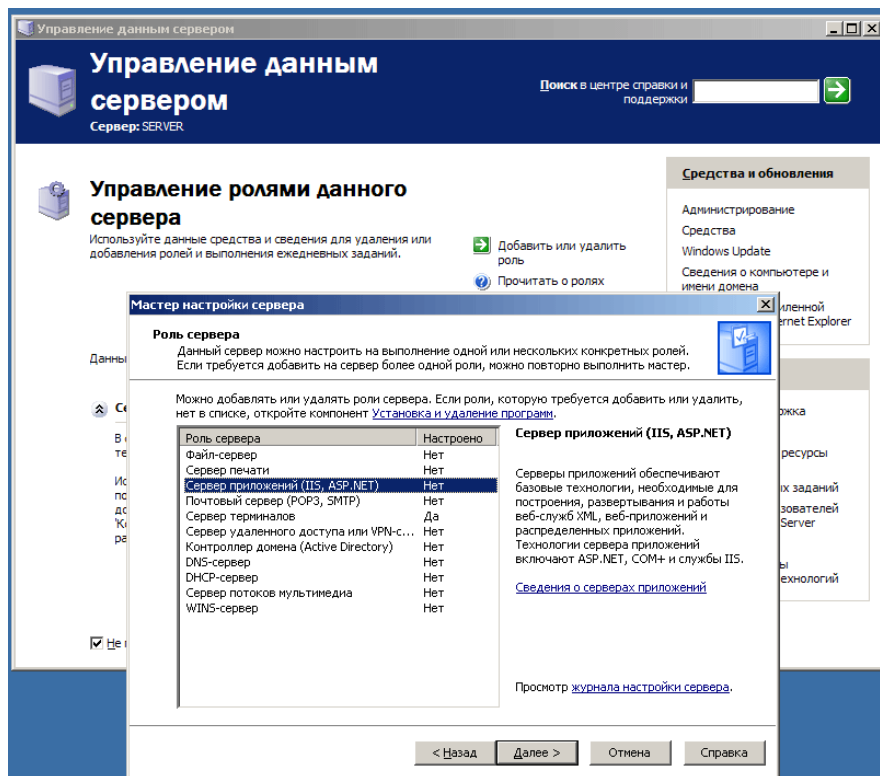 Управление данным сервером
Управление данным
сервером
Сервер: SERVER
Поиск в центре справки и
поддержки
Управление ролями данного
сервера
Используйте данные средства и сведения для удаления или
добавления ролей и выполнения ежедневных заданий.
Добавить или удалить
роль
Прочитать о ролях
Средства и обновления
Администрирование
Средства
Windows Update
Сведения о компьютере и
имени домена
ernet Explorer
Мастер настройки сервера
Роль сервера
Данный сервер можно настроить на выполнение одной или нескольких конкретных ролей.
Если требуется добавить на сервер более одной роли, можно повторно выполнить мастер.
Можно добавлять или удалять роли сервера. Если роли, которую требуется добавить или удалить,
нет в списке, откройте компонент Установка и удаление программ.
Роль сервера Настроено
Файл-сервер Нет
Сервер печати Нет
Сервер приложений (IIS, ASP.NET) Нет
Почтовый сервер (POP3, SMTP) Нет
Сервер терминалов Да
Сервер удаленного доступа или VPN-с... Нет
Контроллер домена (Active Directory) Нет
DNS-сервер Нет
DHCP-сервер Нет
Сервер потоков мультимедиа Нет
WINS-сервер Нет
Сервер приложений (IIS, ASP.NET)
Серверы приложений обеспечивают
базовые технологии, необходимые для
построения, развертывания и работы
веб-служб XML, веб-приложений и
распределенных приложений.
Технологии сервера приложений
включают ASP.NET, COM+ и службы IIS.
Сведения о серверах приложений
Просмотр журнала настройки сервера.
ресурсы
х заданий
зователей
Server
ехнологий
< Назад
Далее >
Отмена
Справка